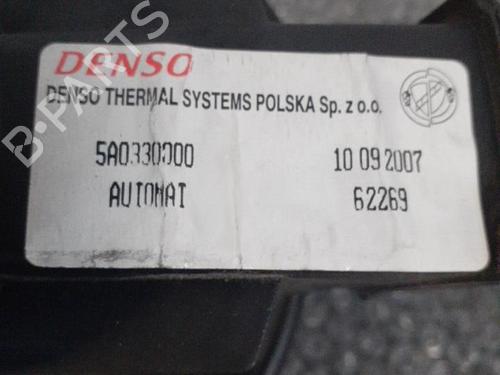 DENSO
DENSO THERMAL SYSTEMS POLSKA Sp. z o.o.
5A0330000 10 09 2007
AUTOMAT 62269
B-PARTS